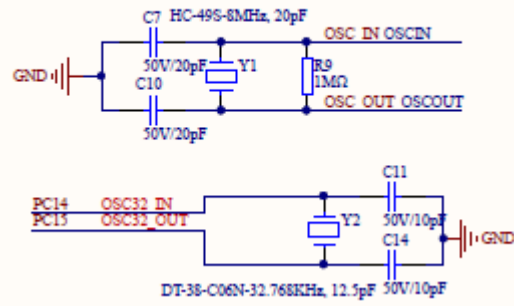 C7 HC-49S-8MHz, 20pF
OSC_IN OSCIN
GND
50V/20pF
Y1
R9
1MΩ
C10
OSC_OUT OSCOUT
50V/20pF
C11
PC14 OSC32_IN
PC15 OSC32_OUT
50V/10pF
Y2
GND
C14
DT-38-C06N-32.768KHz, 12.5pF
50V/10pF